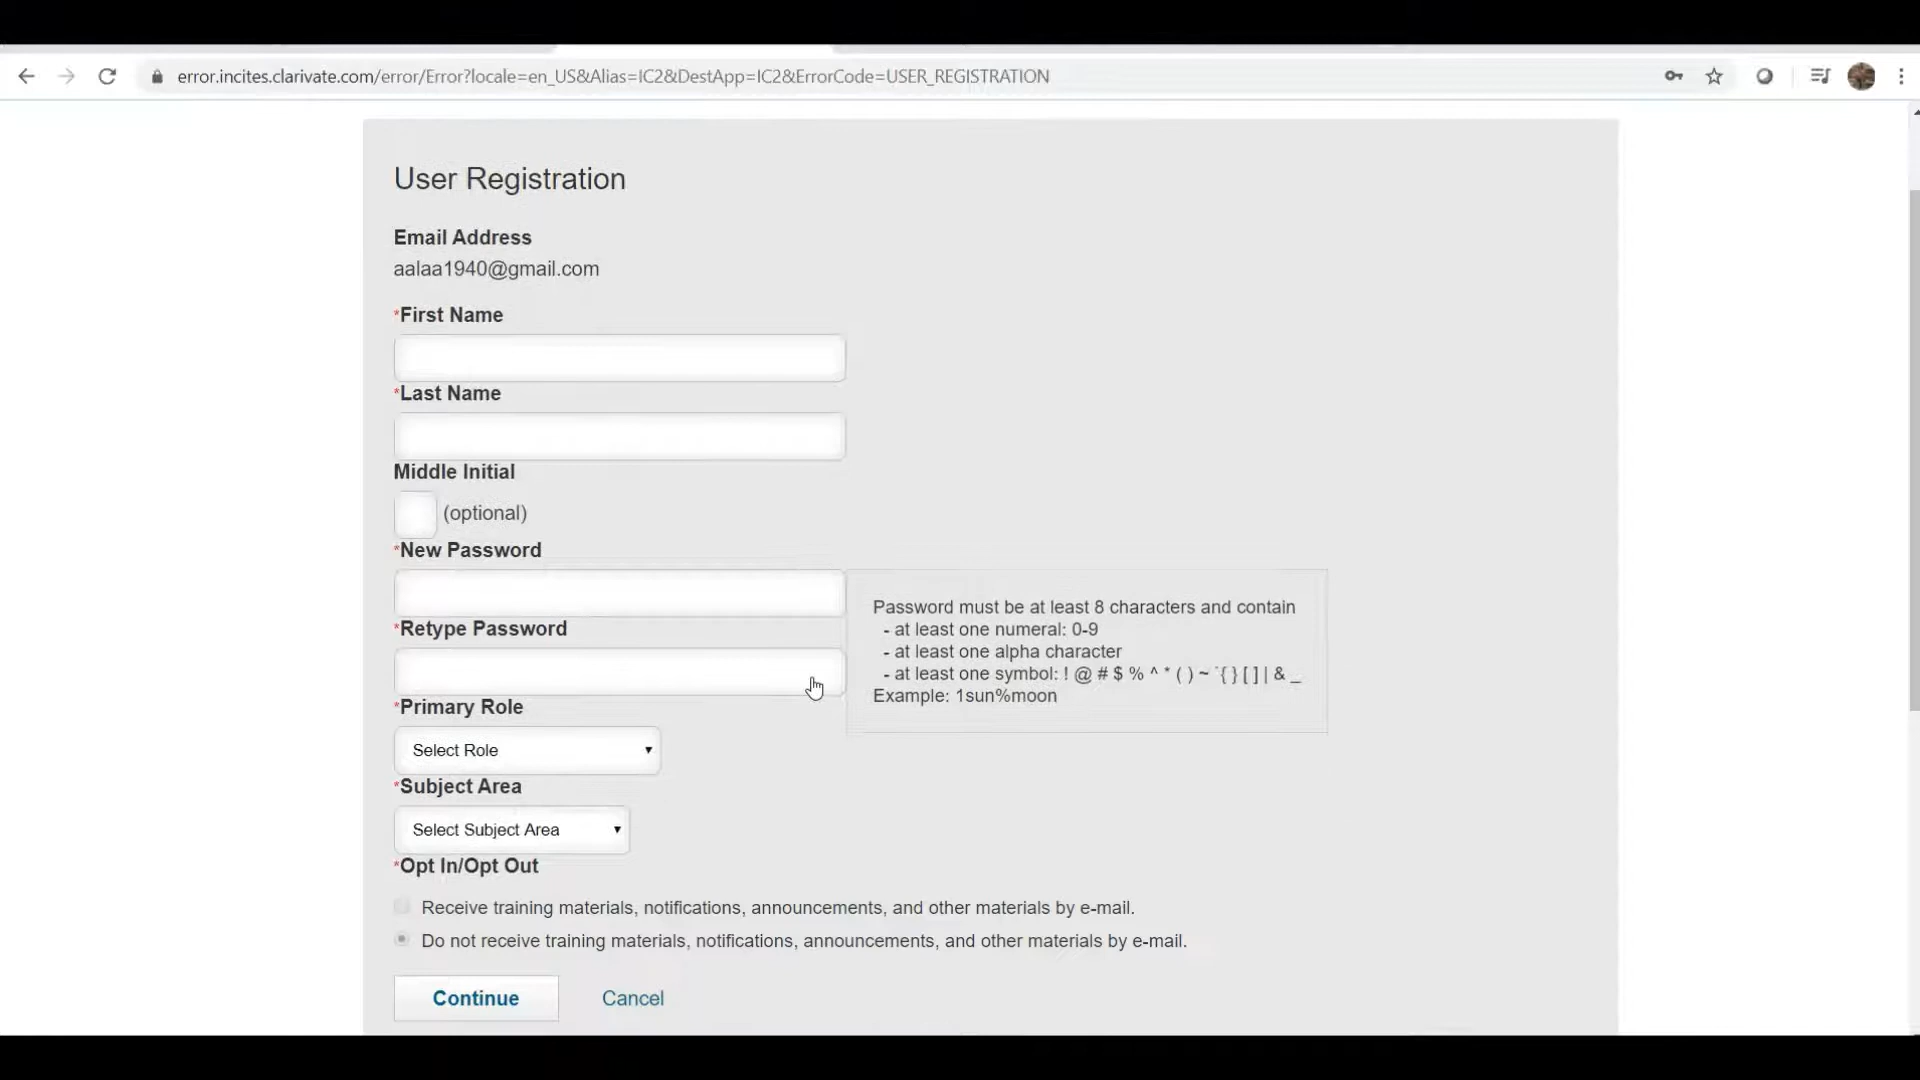 error.incites.clarivate.com/error/Error?locale=en_US&Alias=IC2&DestApp=IC2&ErrorCode=USER_REGISTRATION
User Registration
Email Address
aalaa1940@gmail.com
*First Name
*Last Name
Middle Initial
(optional)
*New Password
Password must be at least 8 characters and contain
- at least one numeral: 0-9
- at least one alpha character
- at least one symbol: ! @ # $ % ^ * ( ) ~ `{ } [ ] | & _
Example: 1sun%moon
*Retype Password
*Primary Role
Select Role
*Subject Area
Select Subject Area
*Opt In/Opt Out
Receive training materials, notifications, announcements, and other materials by e-mail.
Do not receive training materials, notifications, announcements, and other materials by e-mail.
Continue Cancel